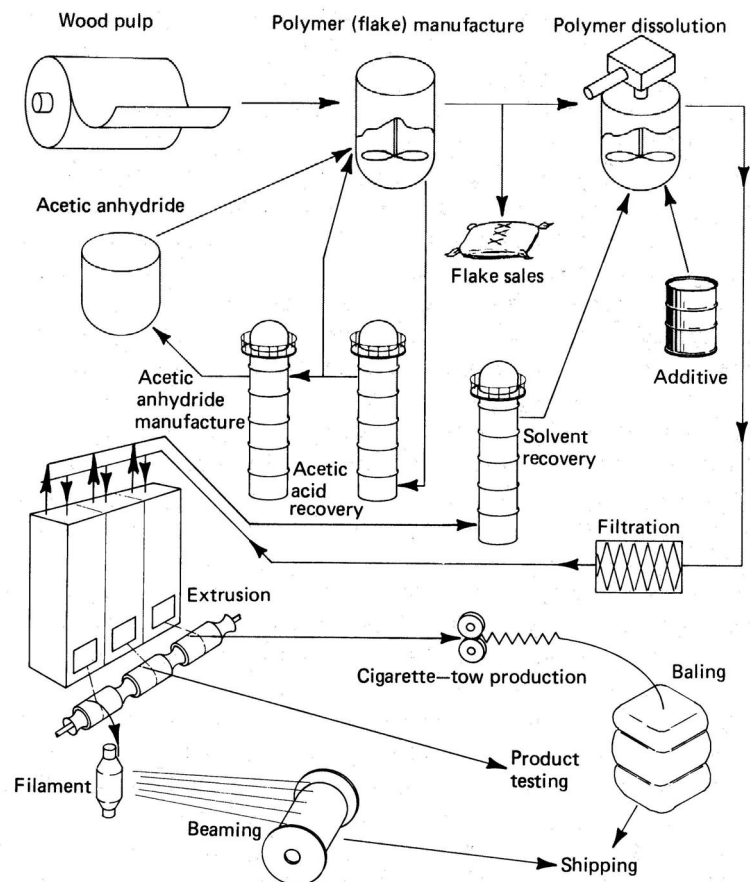 Wood pulp
Polymer (flake) manufacture
Polymer dissolution
Acetic anhydride
Flake sales
Additive
Acetic
anhydride
manufacture
Acetic
acid
recovery
Solvent
recovery
Filtration
Extrusion
Cigarette—tow production
Baling
Product
testing
Filament
Beaming
Shipping